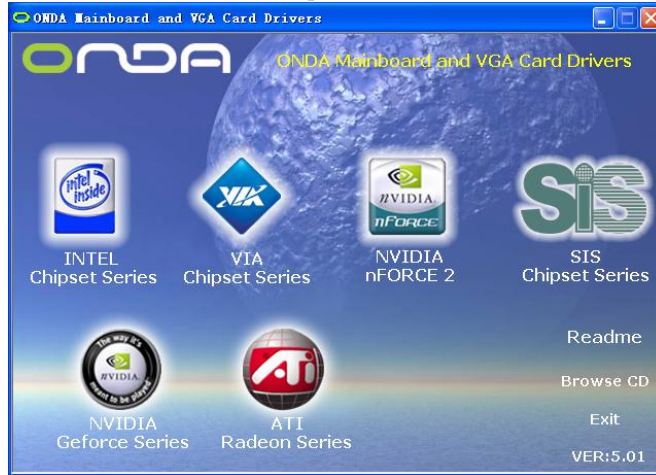 ONDA Mainboard and VGA Card Drivers
ONDA
ONDA Mainboard and VGA Card Drivers
intel inside
VIA
NVIDIA
nFORCE
SiS
INTEL
Chipset Series
VIA
Chipset Series
NVIDIA
nFORCE 2
SIS
Chipset Series
The way it's
NVIDIA
meant to be played
ATi
NVIDIA
Geforce Series
ATI
Radeon Series
Readme
Browse CD
Exit
VER:5.01